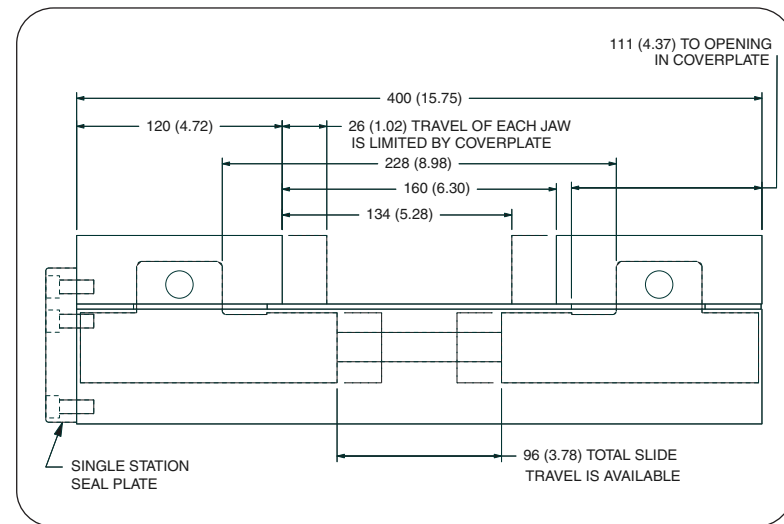 111 (4.37) TO OPENING
IN COVERPLATE
400 (15.75)
120 (4.72)
26 (1.02) TRAVEL OF EACH JAW
IS LIMITED BY COVERPLATE
228 (8.98)
160 (6.30)
134 (5.28)
SINGLE STATION
SEAL PLATE
96 (3.78) TOTAL SLIDE
TRAVEL IS AVAILABLE